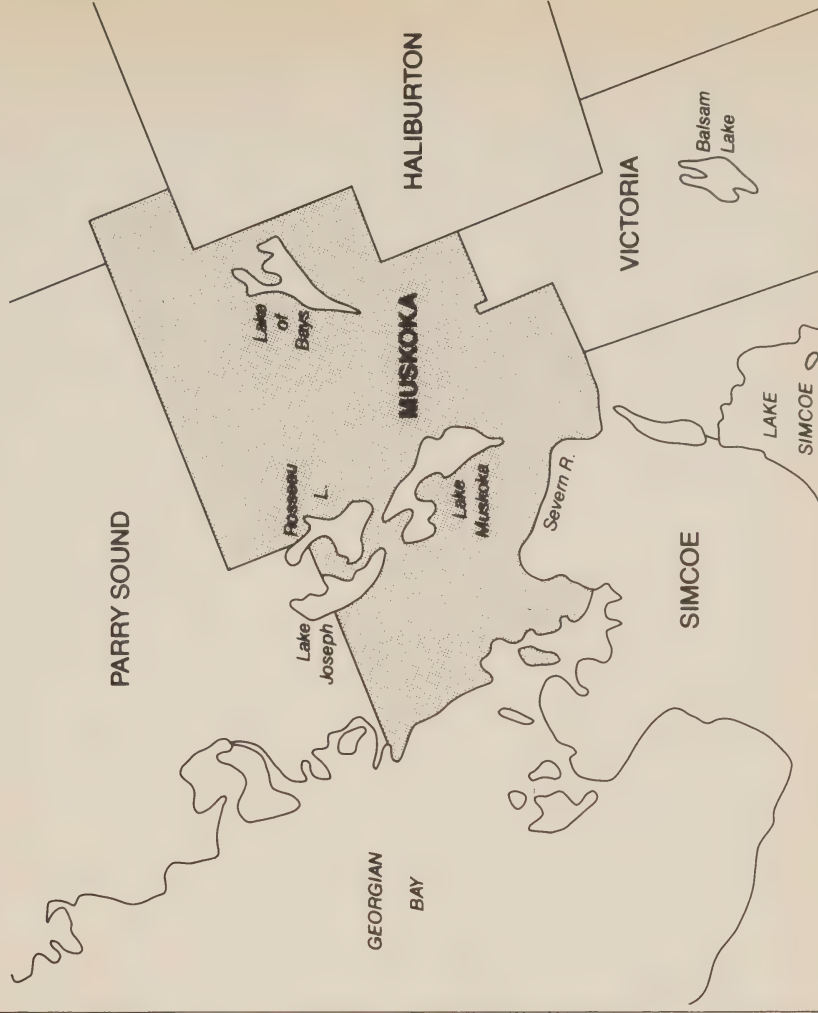 PARRY SOUND
HALIBURTON
Lake
of
Bays
MUSKOKA
Rosseau
L.
Lake
Joseph
Lake
Muskoka
Severn R.
VICTORIA
Balsam
Lake
GEORGIAN
BAY
SIMCOE
LAKE
SIMCOE